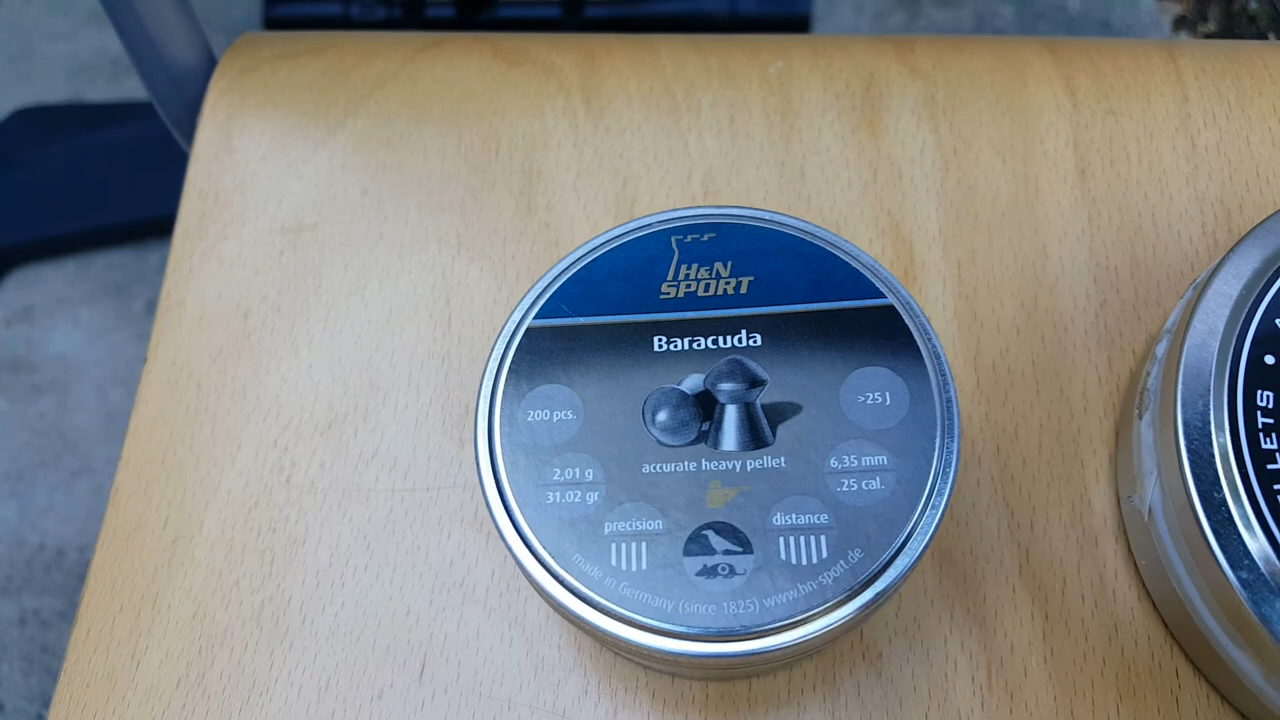 H&N
SPORT
Baracuda
200 pcs.
>25 J
accurate heavy pellet
2,01 g
31.02 gr
6,35 mm
.25 cal.
precision
distance
made in Germany (since 1825) www.hn-sport.de